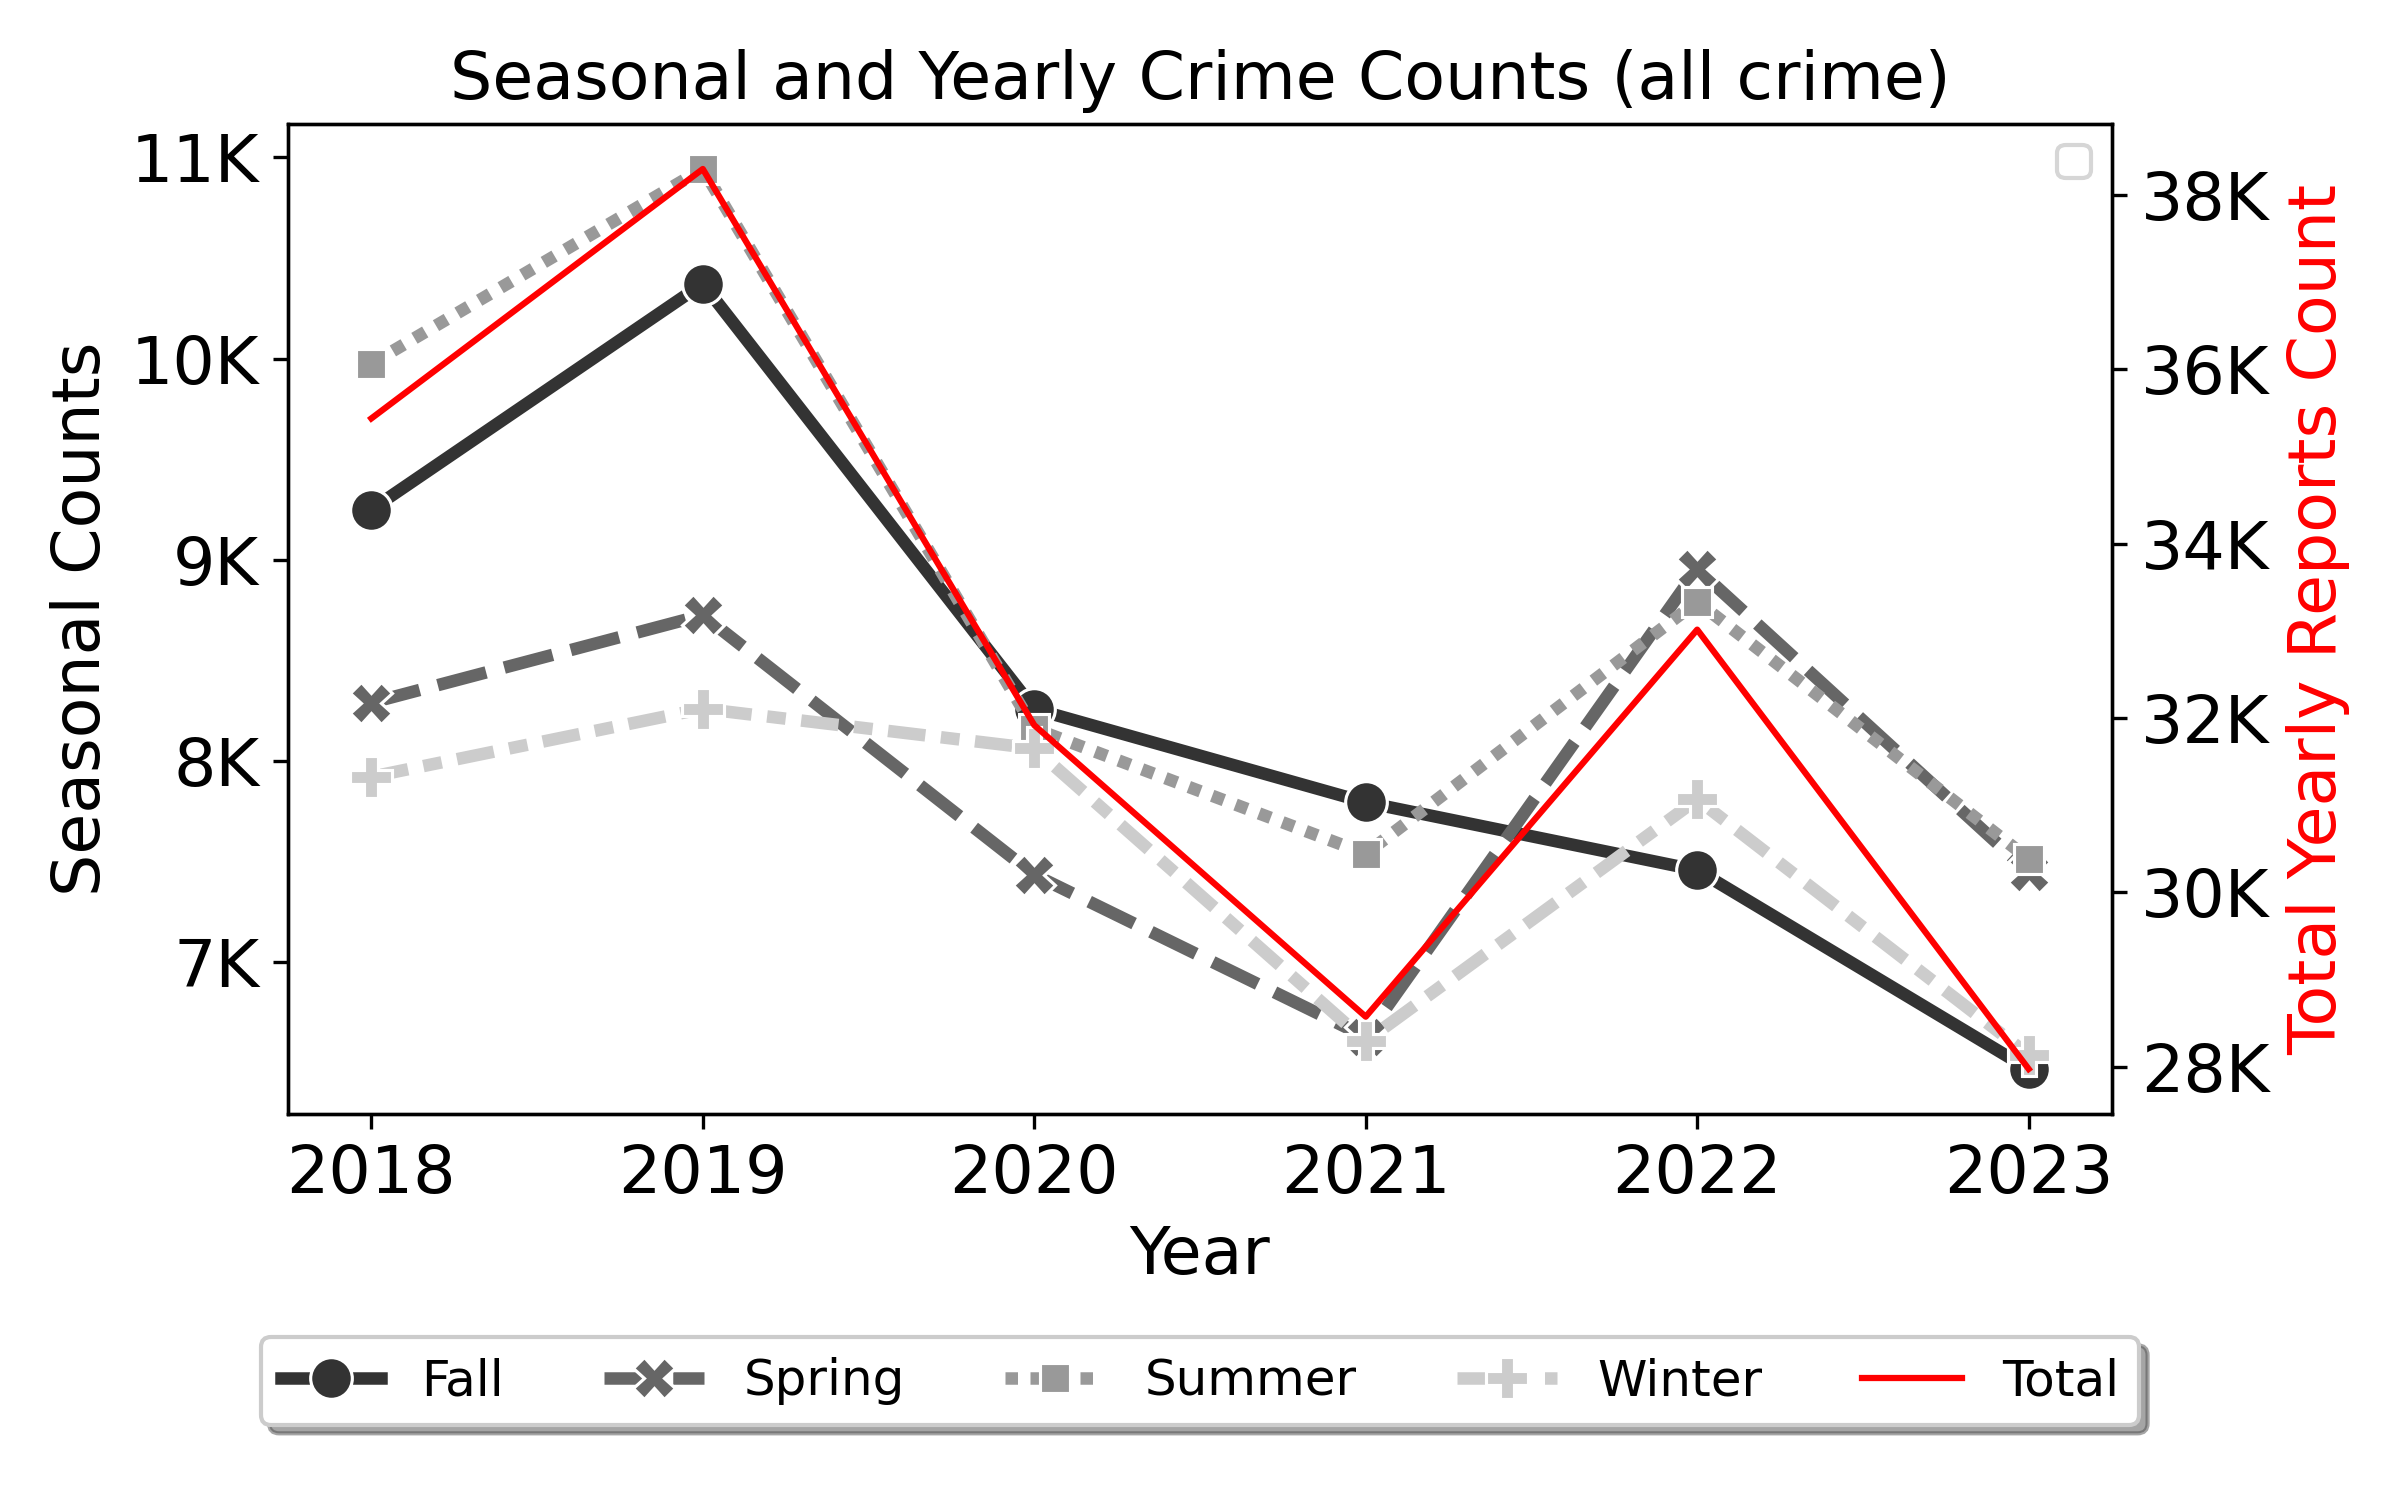 Seasonal and Yearly Crime Counts (all crime)
Seasonal Counts
11K
10K
9K
8K
7K
38K
36K
34K
32K
30K
28K
Total Yearly Reports Count
2018 2019 2020 2021 2022 2023
Year
Fall Spring Summer Winter Total